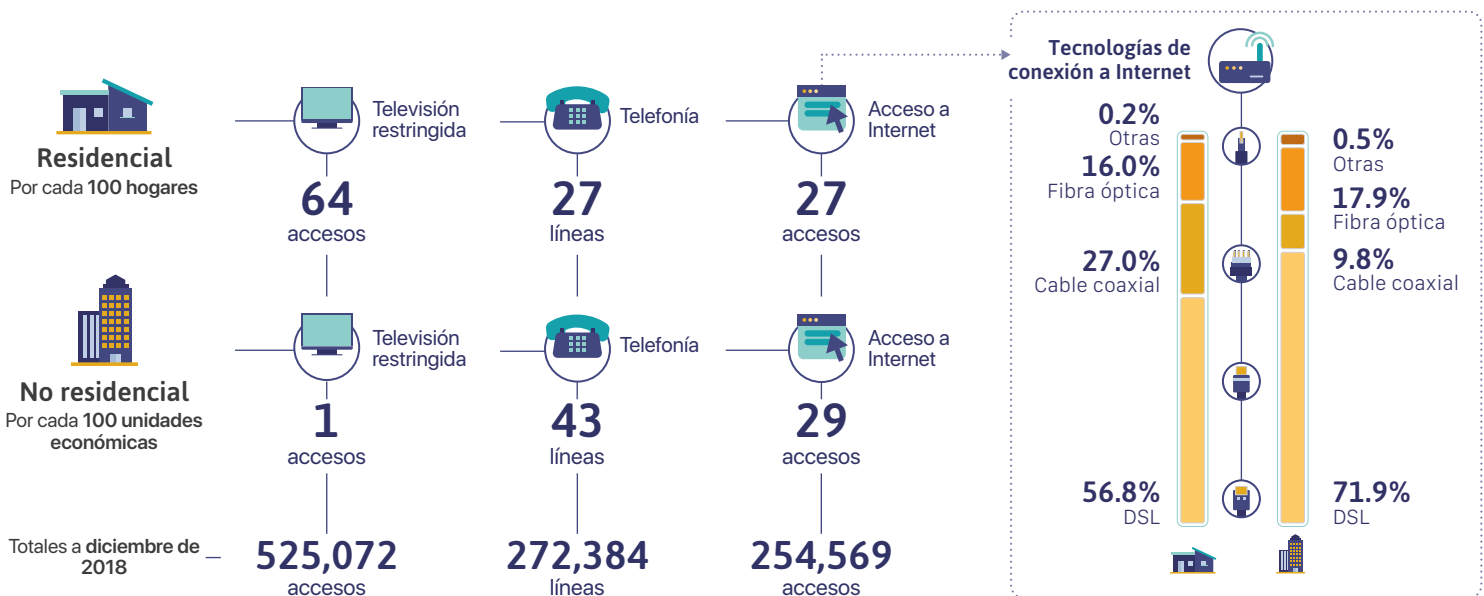 Residencial
Por cada 100 hogares
Televisión
restringida
64
accesos
Telefonía
27
líneas
Acceso a
Internet
27
accesos
No residencial
Por cada 100 unidades
económicas
Televisión
restringida
1
accesos
Telefonía
43
líneas
Acceso a
Internet
29
accesos
Totales a diciembre de
2018
525,072
accesos
272,384
líneas
254,569
accesos
Tecnologías de
conexión a Internet
0.2%
Otras
16.0%
Fibra óptica
27.0%
Cable coaxial
56.8%
DSL
0.5%
Otras
17.9%
Fibra óptica
9.8%
Cable coaxial
71.9%
DSL